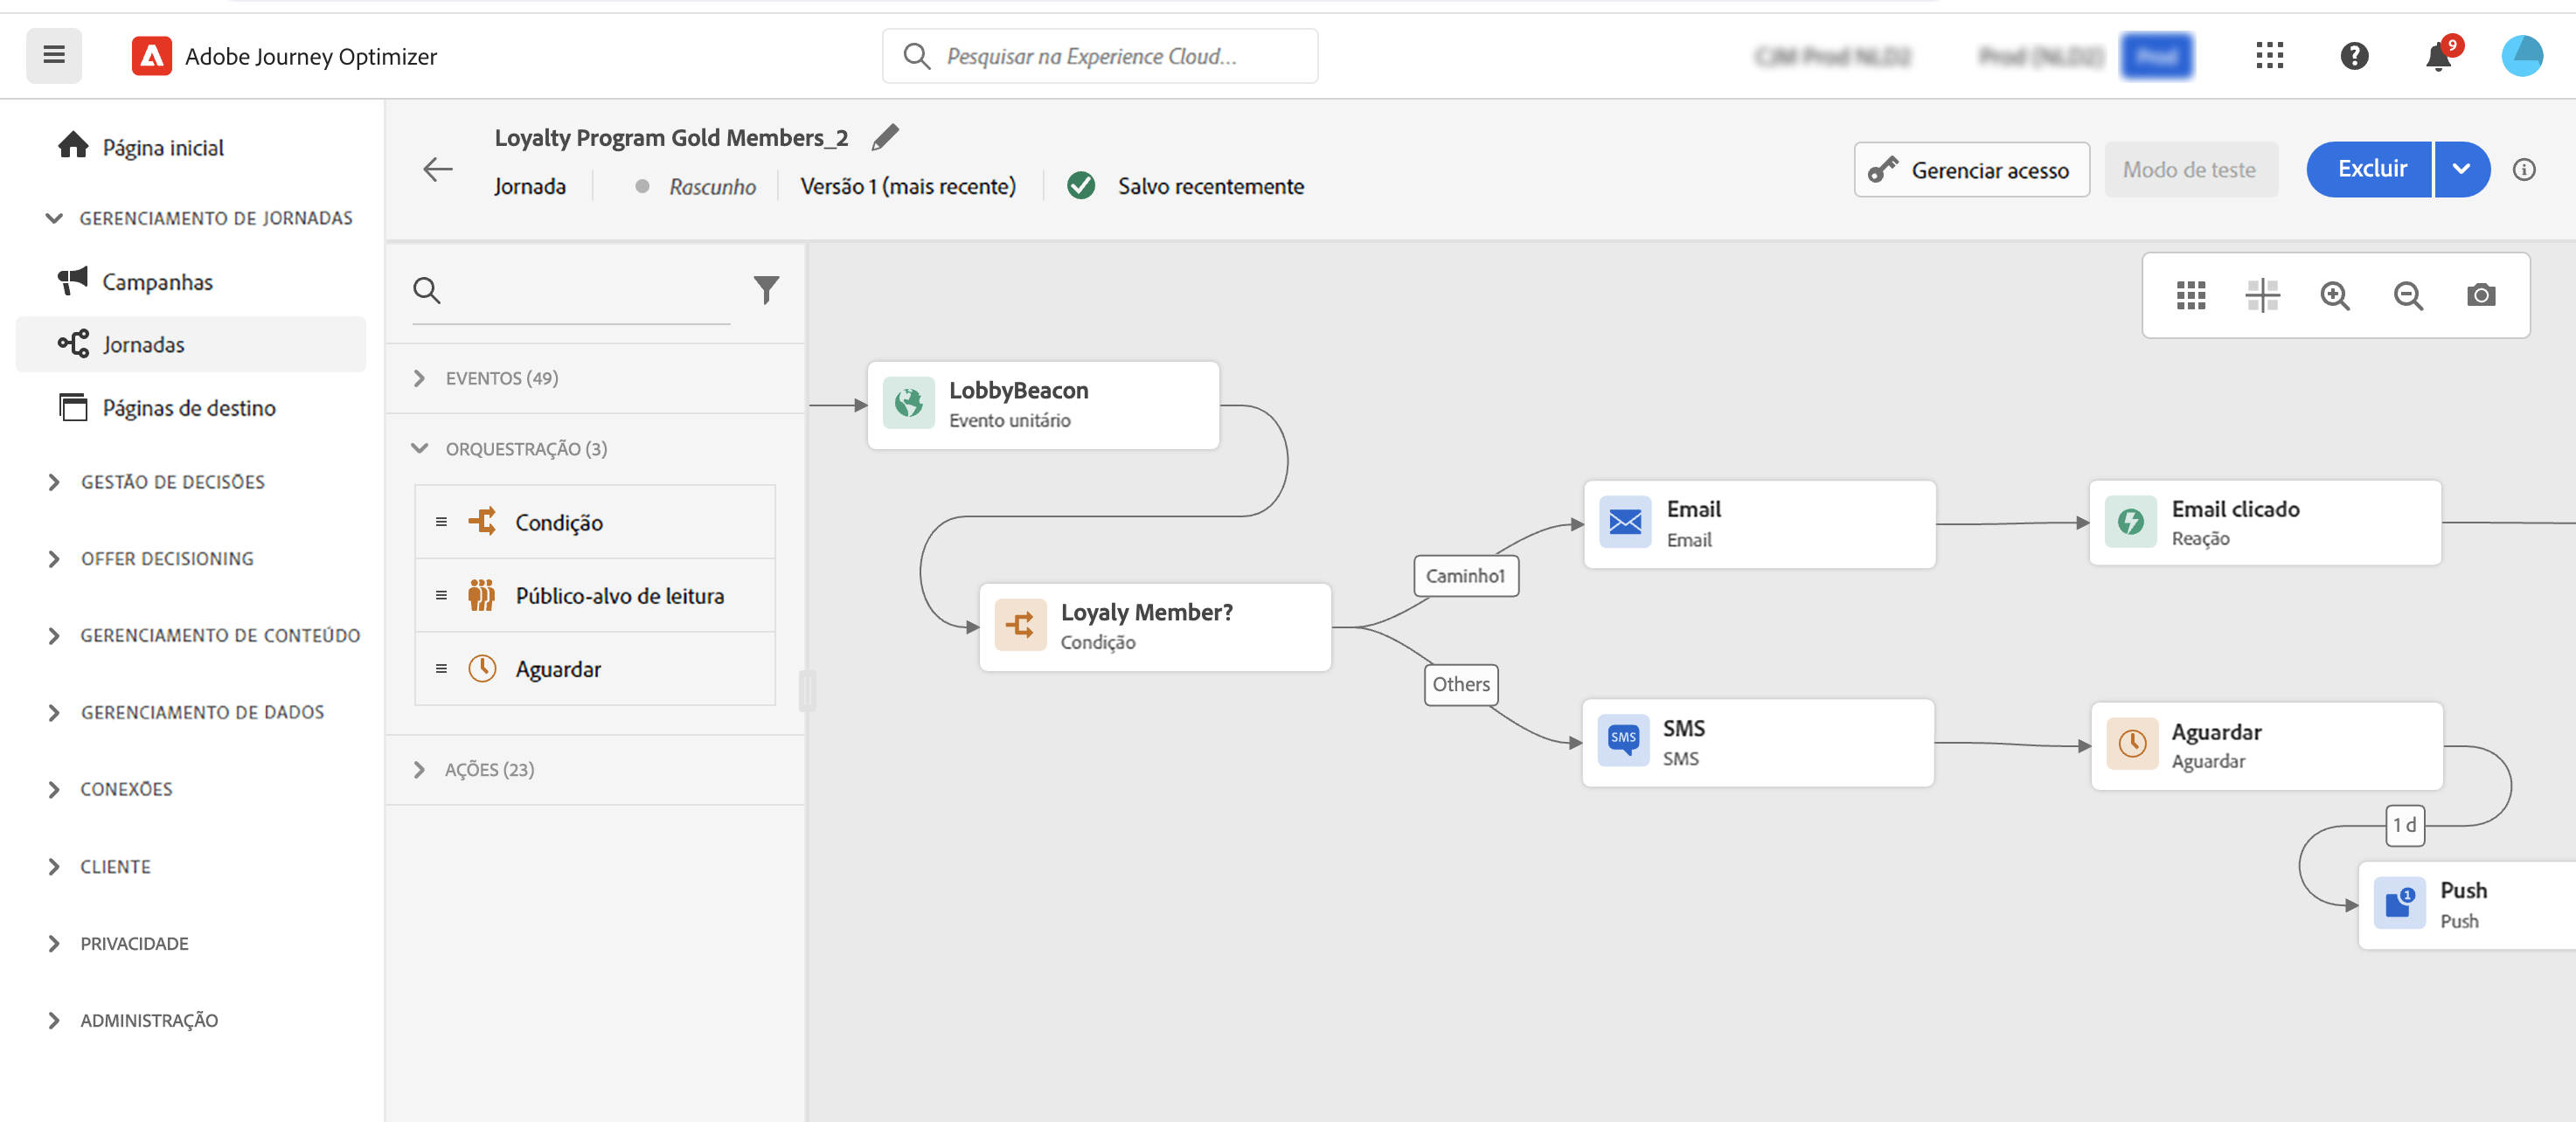 Adobe Journey Optimizer
Pesquisar na Experience Cloud...
9
Página inicial
GERENCIAMENTO DE JORNADAS
Campanhas
Jornadas
Páginas de destino
GESTÃO DE DECISÕES
OFFER DECISIONING
GERENCIAMENTO DE CONTEÚDO
GERENCIAMENTO DE DADOS
CONEXÕES
CLIENTE
PRIVACIDADE
ADMINISTRAÇÃO
Loyalty Program Gold Members_2
Jornada
Rascunho
Versão 1 (mais recente)
Salvo recentemente
Gerenciar acesso
Modo de teste
Excluir
EVENTOS (49)
ORQUESTRAÇÃO (3)
Condição
Público-alvo de leitura
Aguardar
AÇÕES (23)
LobbyBeacon
Evento unitário
Loyaly Member?
Condição
Caminho1
Others
Email
Email
Email clicado
Reação
SMS
SMS
SMS
Aguardar
Aguardar
1 d
1
Push
Push